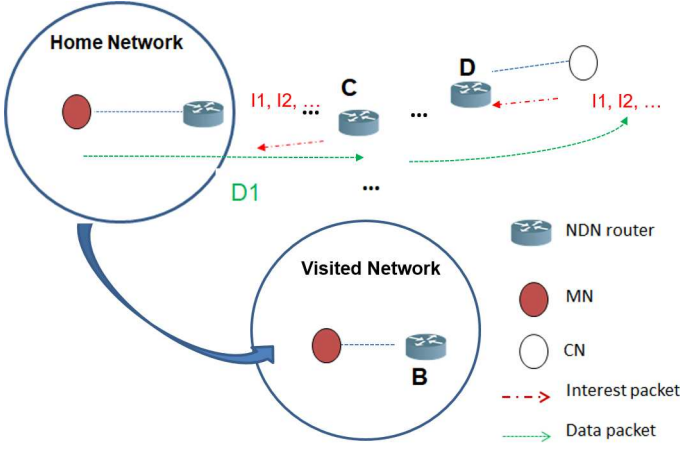 Home Network
D
C
I1, I2, ...
...
...
I1, I2, ...
D1
...
NDN router
Visited Network
MN
CN
B
Interest packet
Data packet